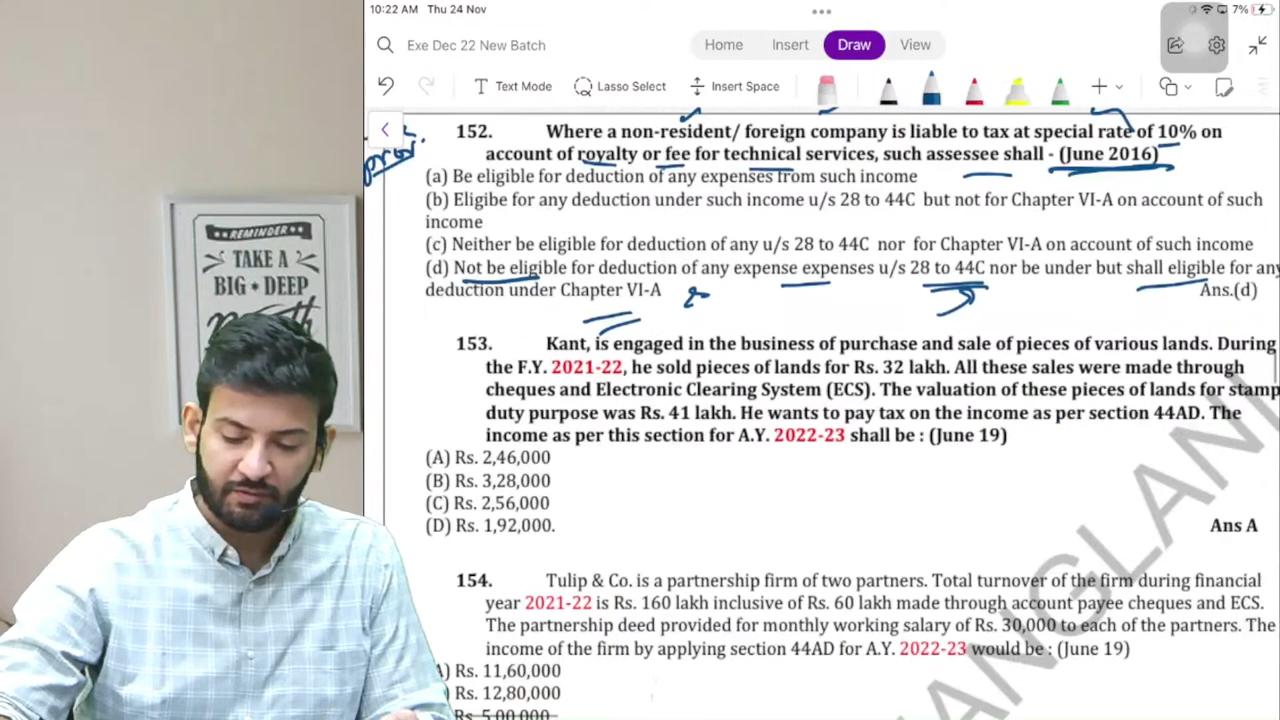 10:22 AM Thu 24 Nov
7%
Exe Dec 22 New Batch
Home Insert Draw View
Text Mode Lasso Select Insert Space
152. Where a non-resident/ foreign company is liable to tax at special rate of 10% on
account of royalty or fee for technical services, such assessee shall - (June 2016)
(a) Be eligible for deduction of any expenses from such income
(b) Eligibe for any deduction under such income u/s 28 to 44C but not for Chapter VI-A on account of such
income
(c) Neither be eligible for deduction of any u/s 28 to 44C nor for Chapter VI-A on account of such income
(d) Not be eligible for deduction of any expense expenses u/s 28 to 44C nor be under but shall eligible for any
deduction under Chapter VI-A Ans.(d)
REMINDER
TAKE A
BIG • DEEP
153. Kant, is engaged in the business of purchase and sale of pieces of various lands. During
the F.Y. 2021-22, he sold pieces of lands for Rs. 32 lakh. All these sales were made through
cheques and Electronic Clearing System (ECS). The valuation of these pieces of lands for stamp
duty purpose was Rs. 41 lakh. He wants to pay tax on the income as per section 44AD. The
income as per this section for A.Y. 2022-23 shall be : (June 19)
(A) Rs. 2,46,000
(B) Rs. 3,28,000
(C) Rs. 2,56,000
(D) Rs. 1,92,000. Ans A
154. Tulip & Co. is a partnership firm of two partners. Total turnover of the firm during financial
year 2021-22 is Rs. 160 lakh inclusive of Rs. 60 lakh made through account payee cheques and ECS.
The partnership deed provided for monthly working salary of Rs. 30,000 to each of the partners. The
income of the firm by applying section 44AD for A.Y. 2022-23 would be : (June 19)
A) Rs. 11,60,000
) Rs. 12,80,000
Rs. 5,00,000
ANGLANI